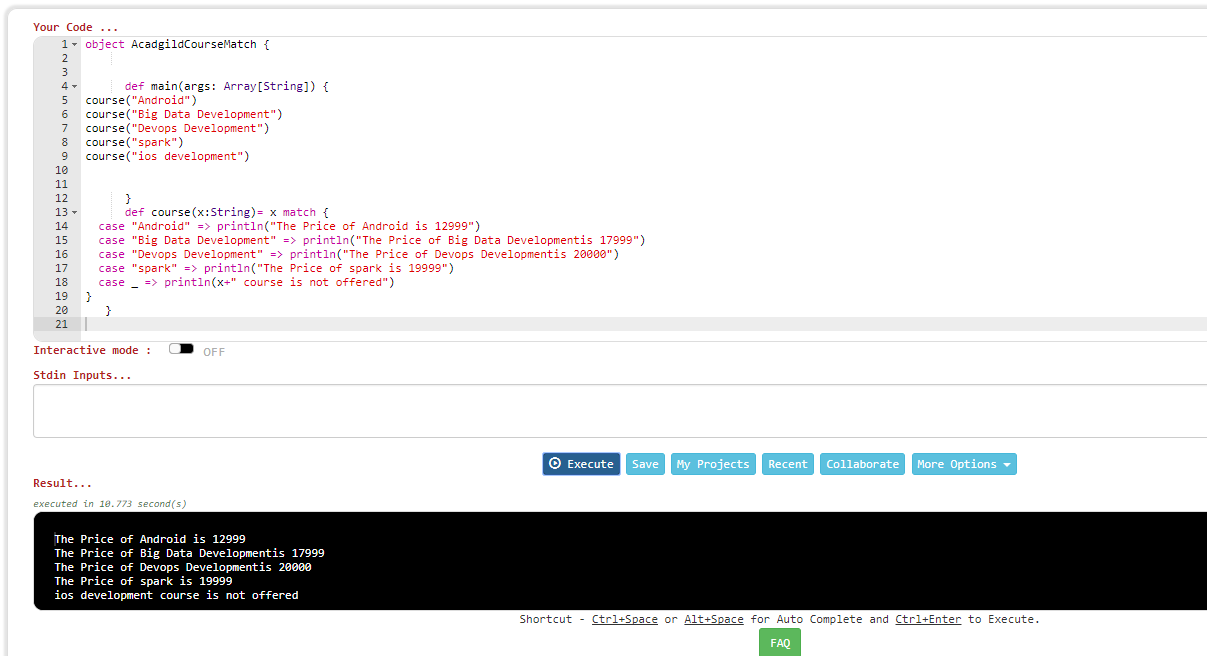 Your Code ...
1 object AcadgildCourseMatch {
2
3
4 def main(args: Array[String]) {
5 course("Android")
6 course("Big Data Development")
7 course("Devops Development")
8 course("spark")
9 course("ios development")
10
11
12 }
13 def course(x:String)= x match {
14 case "Android" => println("The Price of Android is 12999")
15 case "Big Data Development" => println("The Price of Big Data Developmentis 17999")
16 case "Devops Development" => println("The Price of Devops Developmentis 20000")
17 case "spark" => println("The Price of spark is 19999")
18 case _ => println(x+" course is not offered")
19 }
20 }
21
Interactive mode : OFF
Stdin Inputs...
Execute Save My Projects Recent Collaborate More Options
Result...
executed in 10.773 second(s)
The Price of Android is 12999
The Price of Big Data Developmentis 17999
The Price of Devops Developmentis 20000
The Price of spark is 19999
ios development course is not offered
Shortcut - Ctrl+Space or Alt+Space for Auto Complete and Ctrl+Enter to Execute.
FAQ